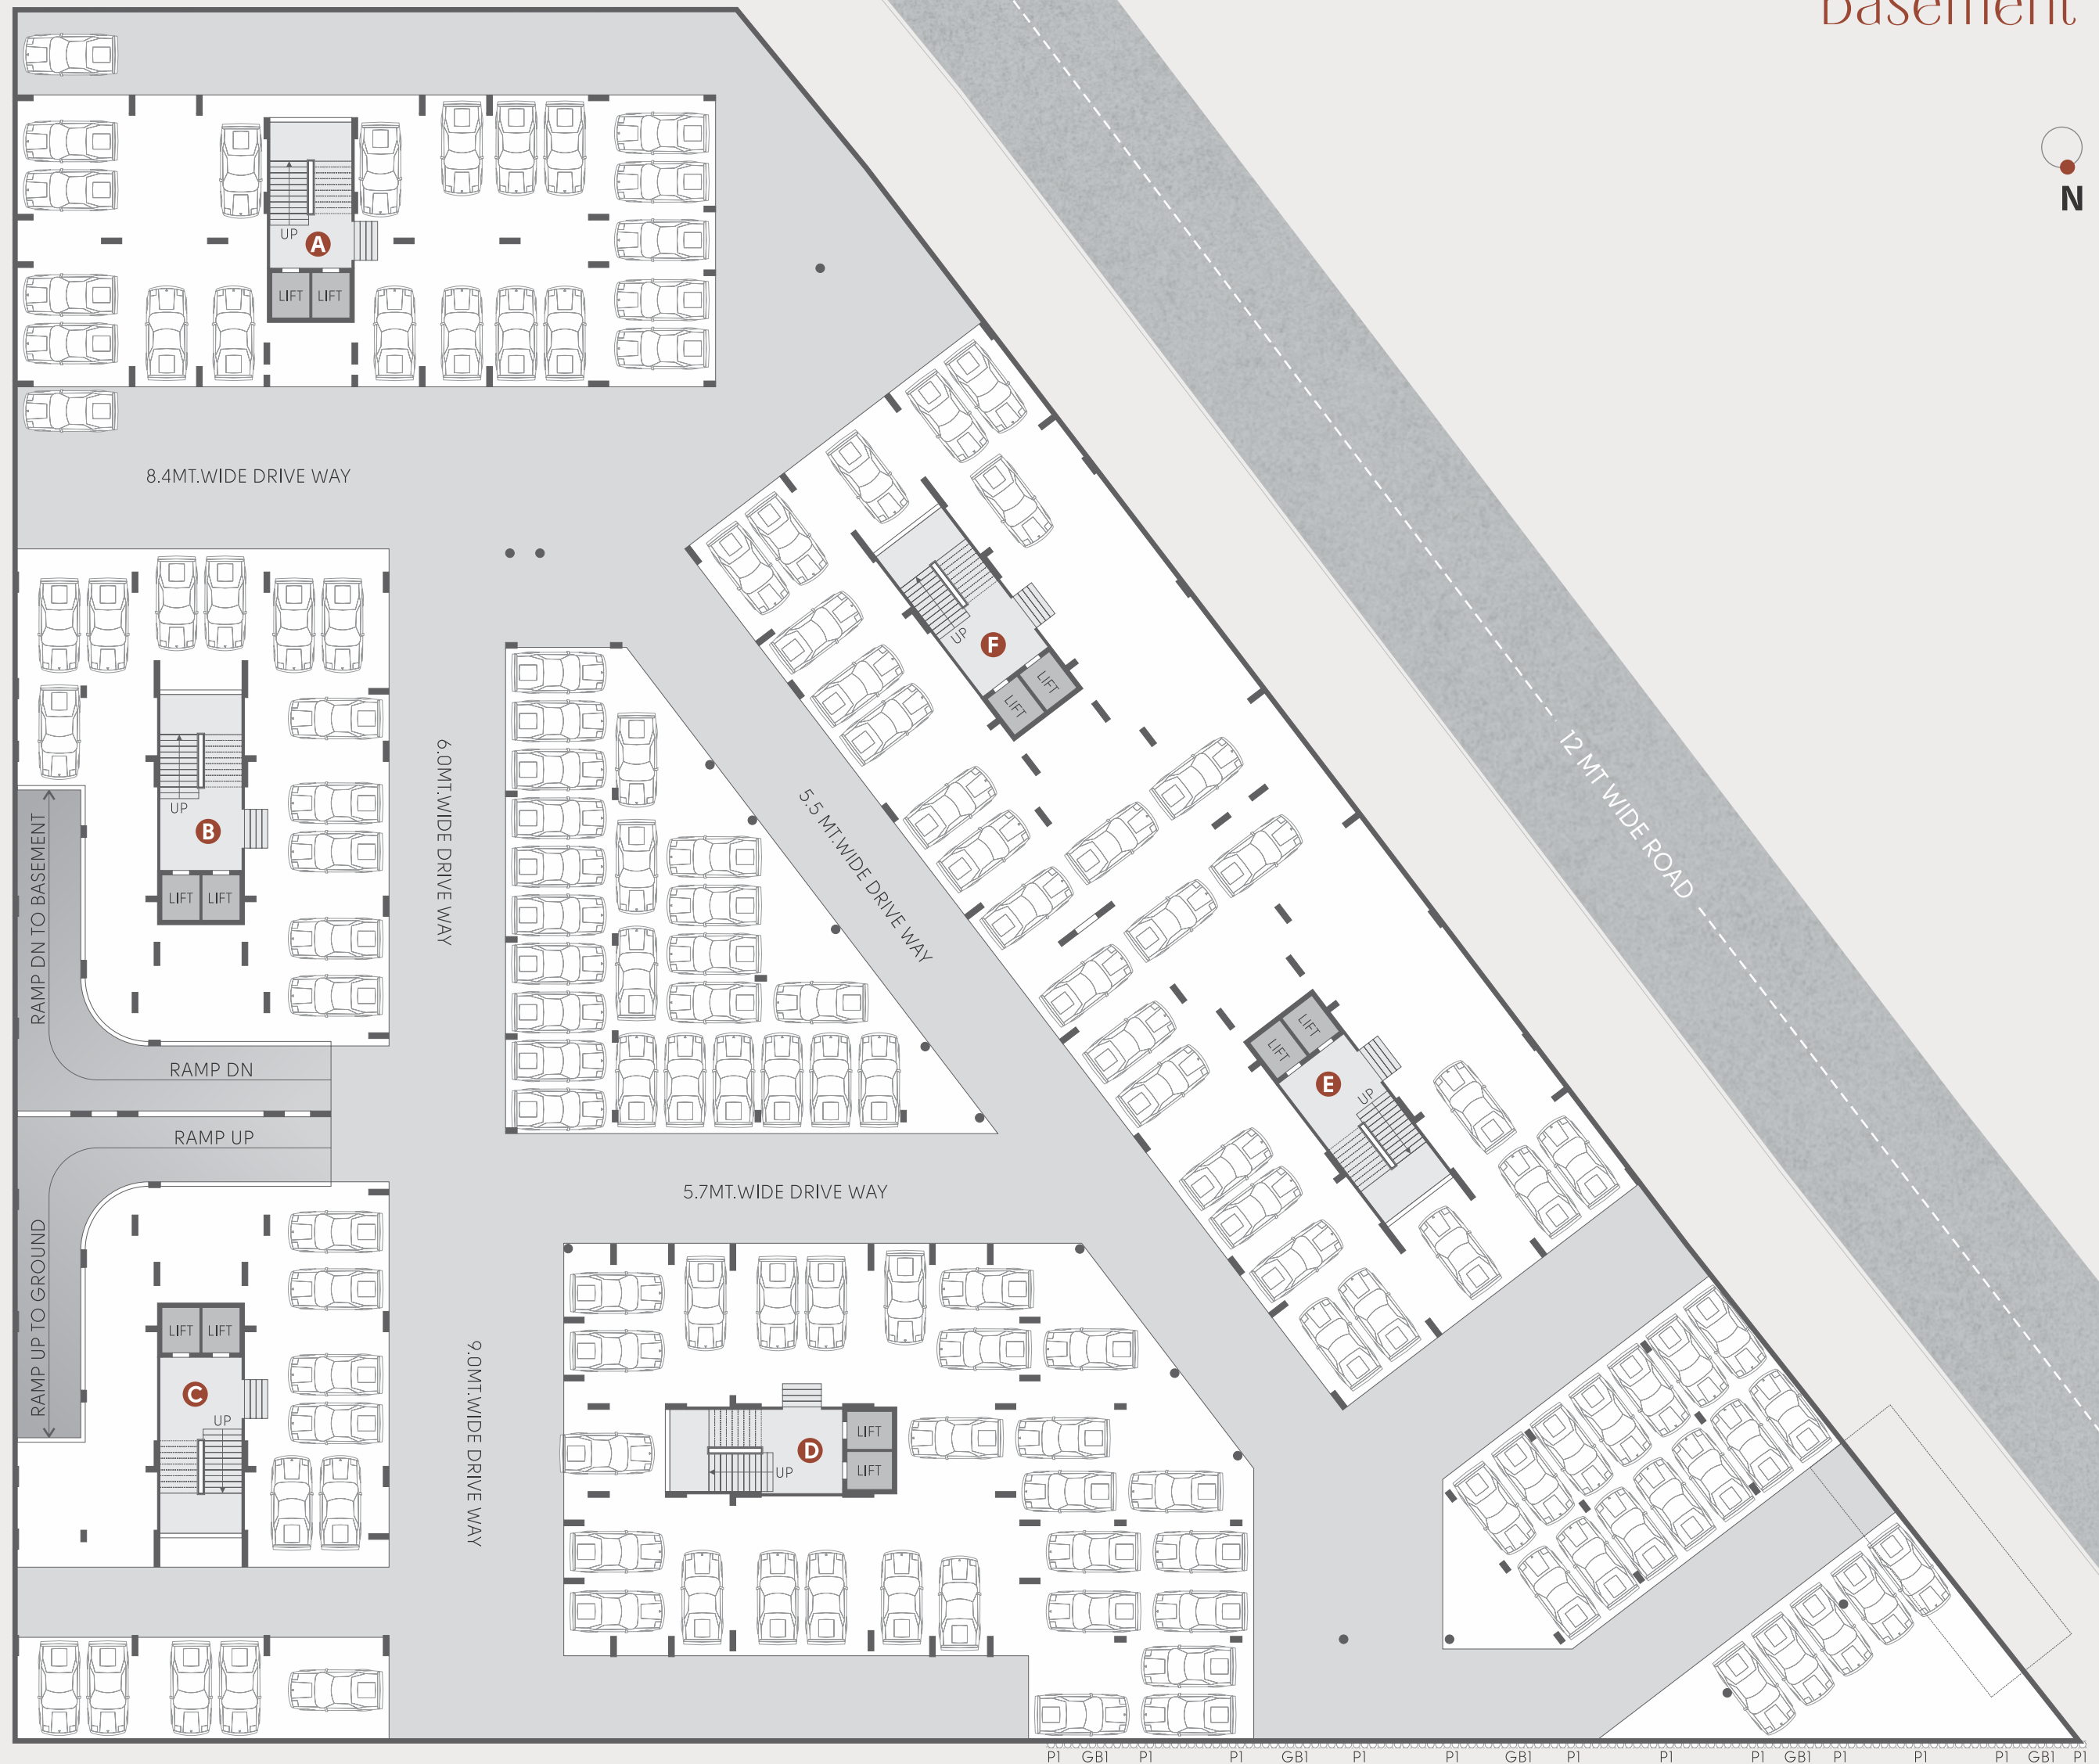 Basement
N
UP
A
LIFT LIFT
8.4MT.WIDE DRIVE WAY
UP
F
LIFT LIFT
6.0MT.WIDE DRIVE WAY
5.5 MT.WIDE DRIVE WAY
12 MT WIDE ROAD
UP
B
LIFT LIFT
RAMP DN TO BASEMENT
RAMP DN
RAMP UP
RAMP UP TO GROUND
LIFT LIFT
E
UP
5.7MT.WIDE DRIVE WAY
LIFT LIFT
C
UP
9.0MT.WIDE DRIVE WAY
LIFT
D
UP
LIFT
P1 GB1 P1 P1 GB1 P1 P1 GB1 P1 P1 P1 GB1 P1 P1 P1 GB1 P1